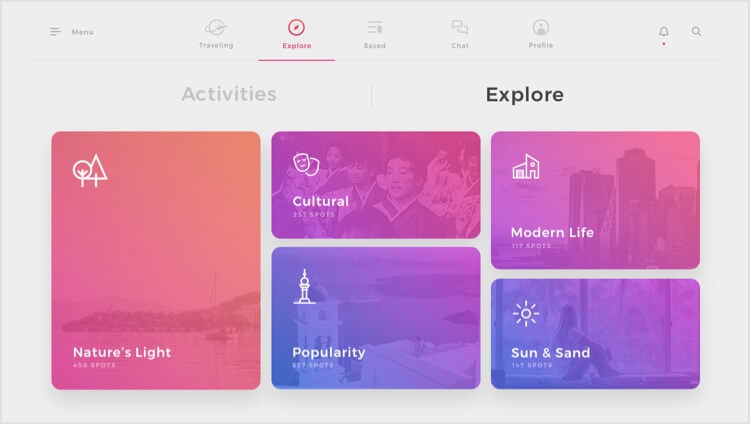 Menu
Traveling
Explore
Saved
Chat
Profile
Activities
Explore
Nature's Light
450 SPOTS
Cultural
257 SPOTS
Popularity
557 SPOTS
Modern Life
117 SPOTS
Sun & Sand
147 SPOTS